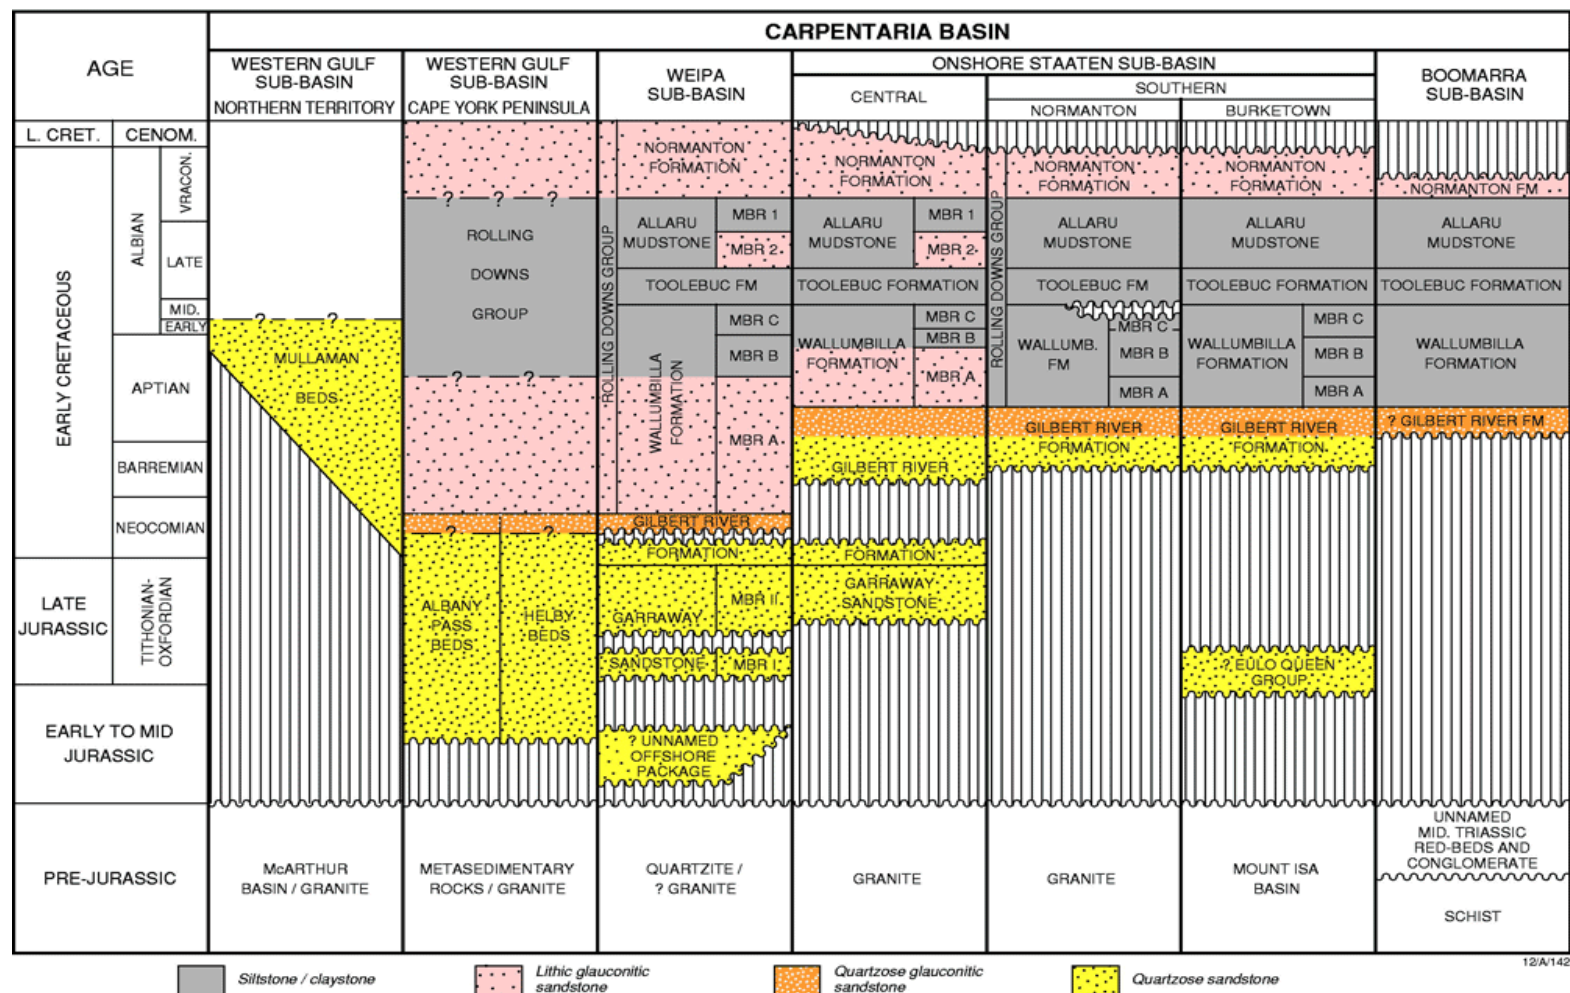 CARPENTARIA BASIN
AGE
WESTERN GULF
SUB-BASIN
NORTHERN TERRITORY
WESTERN GULF
SUB-BASIN
CAPE YORK PENINSULA
WEIPA
SUB-BASIN
ONSHORE STAATEN SUB-BASIN
CENTRAL
SOUTHERN
NORMANTON
BURKETOWN
BOOMARRA
SUB-BASIN
L. CRET.
CENOM.
EARLY CRETACEOUS
ALBIAN
VRACON.
LATE
MID.
EARLY
APTIAN
BARREMIAN
NEOCOMIAN
LATE
JURASSIC
TITHONIAN-
OXFORDIAN
EARLY TO MID
JURASSIC
PRE-JURASSIC
? ?
MULLAMAN
BEDS
McARTHUR
BASIN / GRANITE
? ? ?
ROLLING
DOWNS
GROUP
? ?
? ?
ALBANY
PASS
BEDS
HELBY
BEDS
METASEDIMENTARY
ROCKS / GRANITE
ROLLING DOWNS GROUP
NORMANTON
FORMATION
ALLARU
MUDSTONE
MBR 1
MBR 2
TOOLEBUC FM
WALLUMBILLA
FORMATION
MBR C
MBR B
MBR A
GILBERT RIVER
FORMATION
GARRAWAY
MBR II
SANDSTONE
MBR I
? UNNAMED
OFFSHORE
PACKAGE
QUARTZITE /
? GRANITE
NORMANTON
FORMATION
ALLARU
MUDSTONE
MBR 1
MBR 2
TOOLEBUC FORMATION
WALLUMBILLA
FORMATION
MBR C
MBR B
MBR A
GILBERT RIVER
FORMATION
GARRAWAY
SANDSTONE
GRANITE
ROLLING DOWNS GROUP
NORMANTON
FORMATION
ALLARU
MUDSTONE
TOOLEBUC FM
WALLUMB.
FM
MBR C
MBR B
MBR A
GILBERT RIVER
FORMATION
GRANITE
NORMANTON
FORMATION
ALLARU
MUDSTONE
TOOLEBUC FORMATION
WALLUMBILLA
FORMATION
MBR C
MBR B
MBR A
GILBERT RIVER
FORMATION
? EULO QUEEN
GROUP
MOUNT ISA
BASIN
NORMANTON FM
ALLARU
MUDSTONE
TOOLEBUC FORMATION
WALLUMBILLA
FORMATION
? GILBERT RIVER FM
UNNAMED
MID. TRIASSIC
RED-BEDS AND
CONGLOMERATE
SCHIST
12/A/142
Siltstone / claystone
Lithic glauconitic
sandstone
Quartzose glauconitic
sandstone
Quartzose sandstone